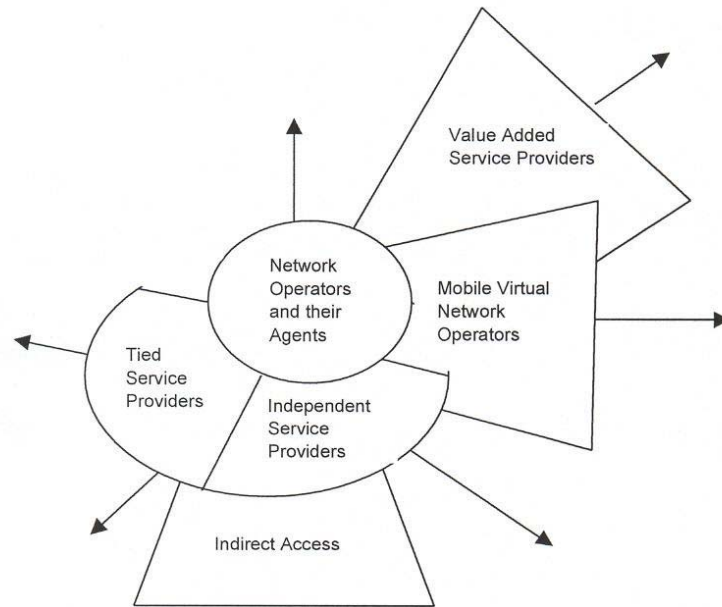 Value Added
Service Providers
Network
Operators
and their
Agents
Mobile Virtual
Network
Operators
Tied
Service
Providers
Independent
Service
Providers
Indirect Access